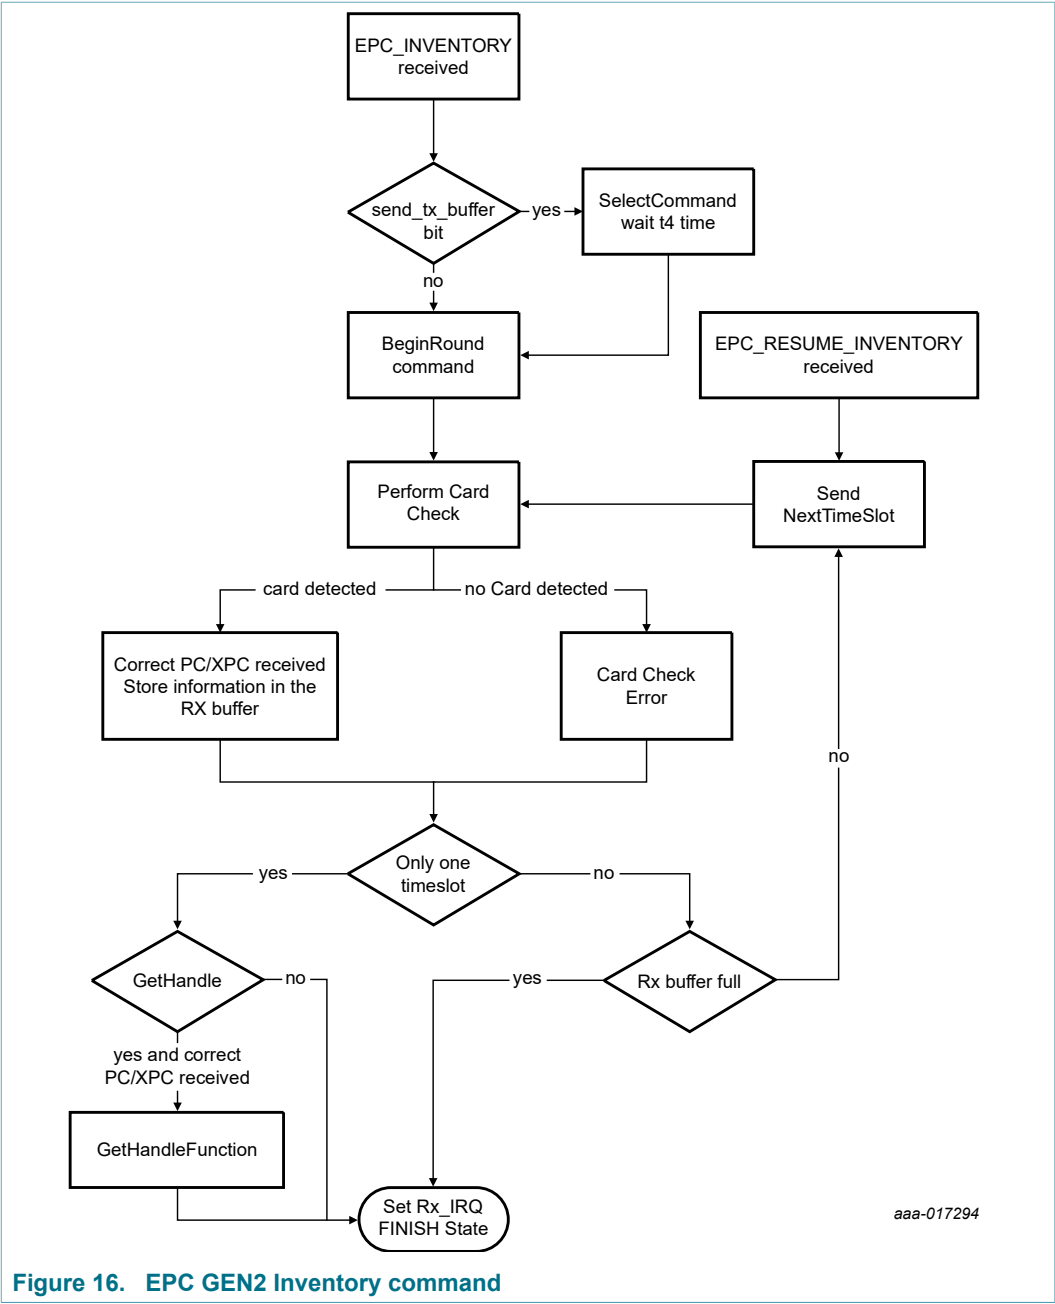 EPC_INVENTORY
received
send_tx_buffer
bit
yes
SelectCommand
wait t4 time
no
BeginRound
command
EPC_RESUME_INVENTORY
received
Perform Card
Check
Send
NextTimeSlot
card detected
no Card detected
Correct PC/XPC received
Store information in the
RX buffer
Card Check
Error
no
Only one
timeslot
yes
no
GetHandle
no
yes
Rx buffer full
yes and correct
PC/XPC received
GetHandleFunction
Set Rx_IRQ
FINISH State
aaa-017294
Figure 16. EPC GEN2 Inventory command